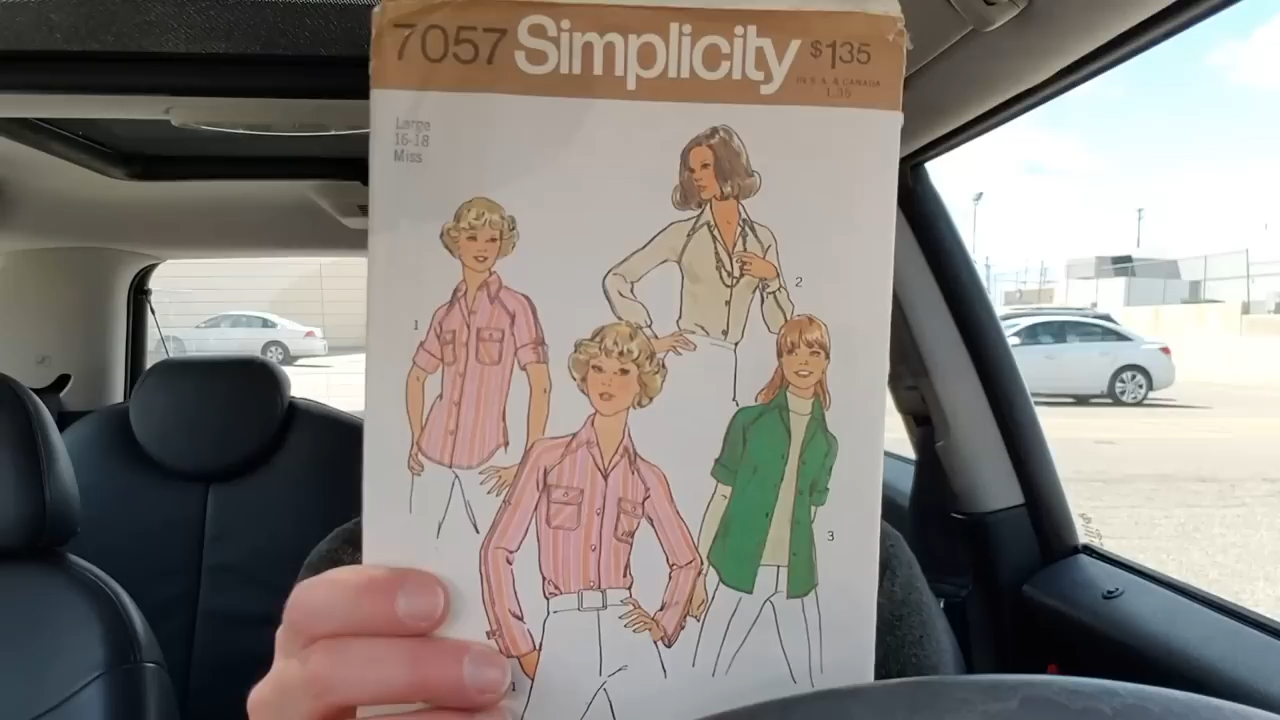 7057 Simplicity $1.35
IN U.S.A. & CANADA
1.35
Large
16-18
Miss
2
1
3
1